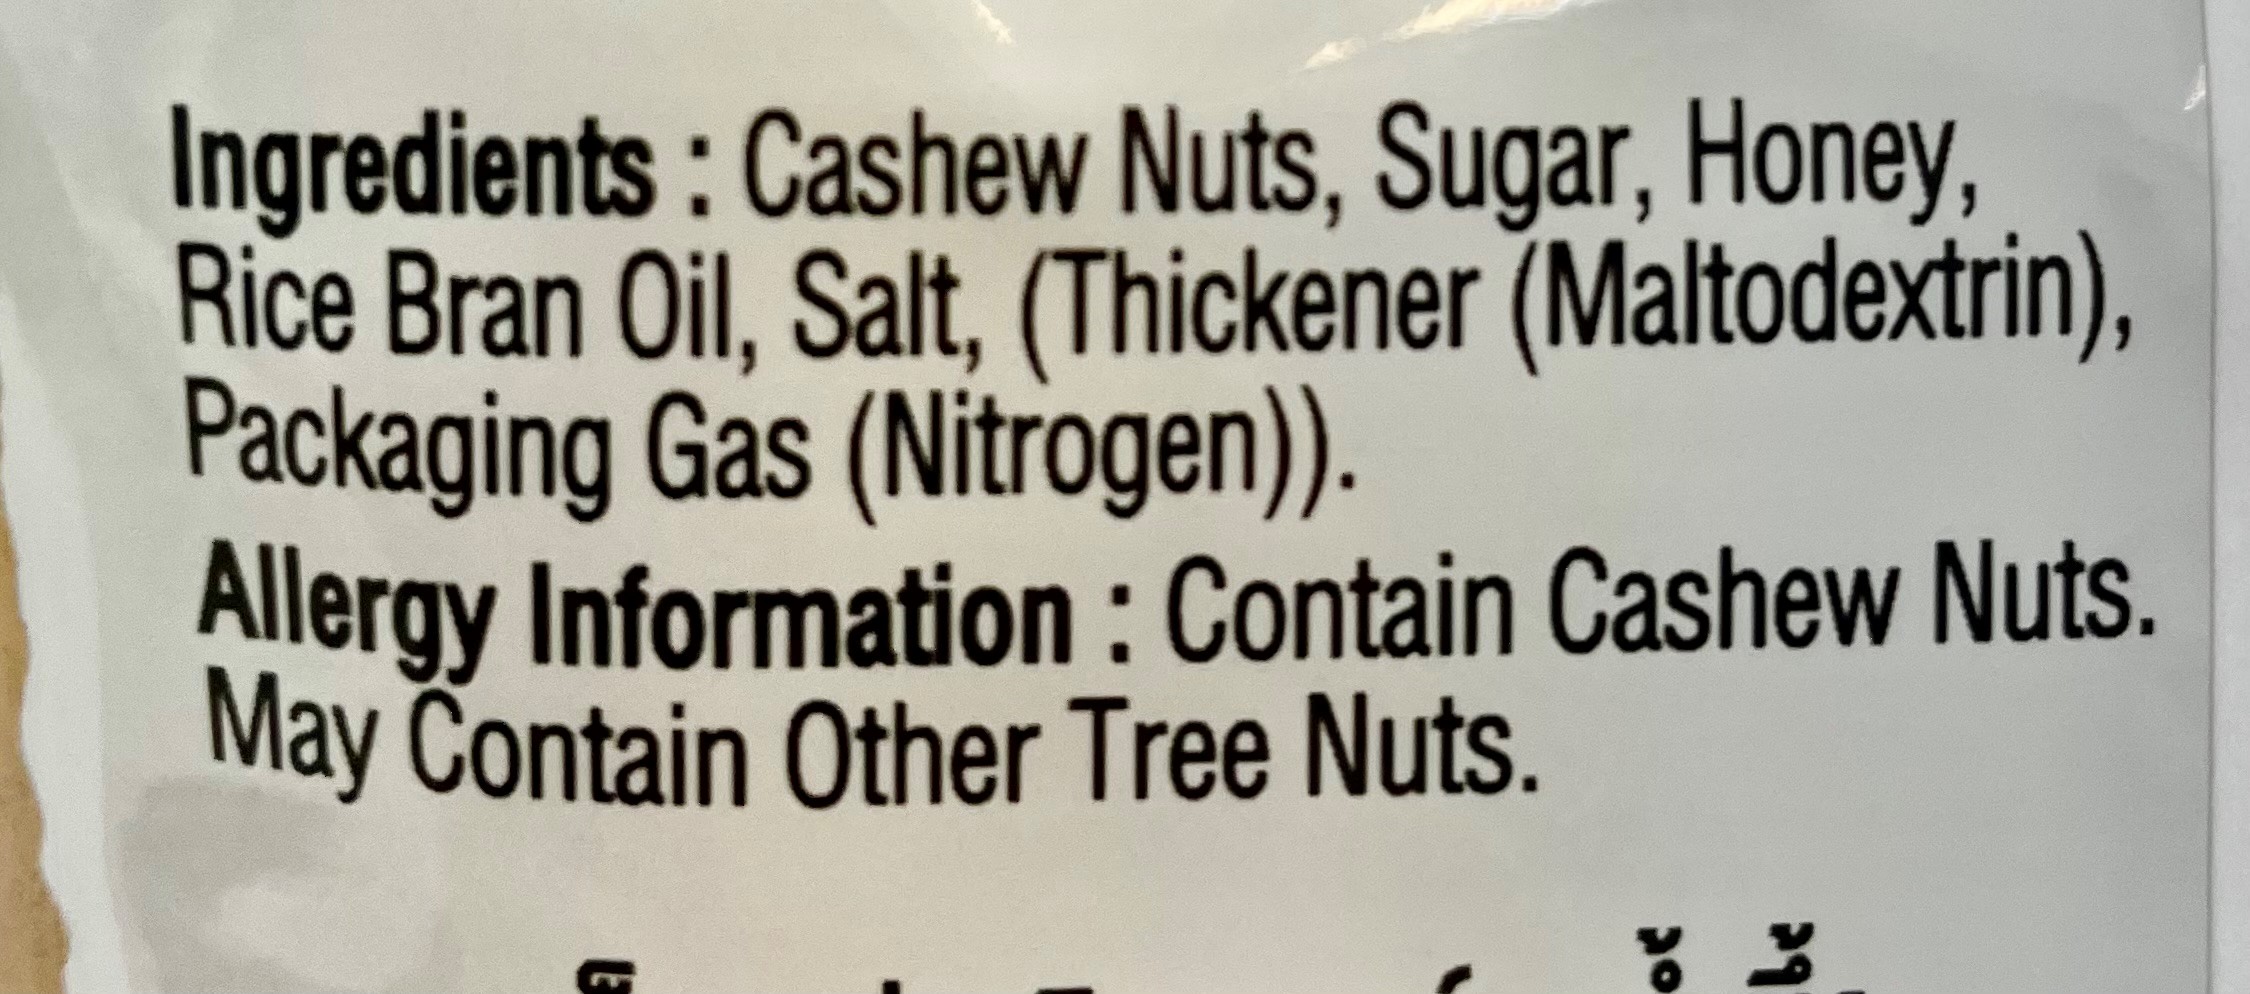 Ingredients : Cashew Nuts, Sugar, Honey,
Rice Bran Oil, Salt, (Thickener (Maltodextrin),
Packaging Gas (Nitrogen)).
Allergy Information : Contain Cashew Nuts.
May Contain Other Tree Nuts.